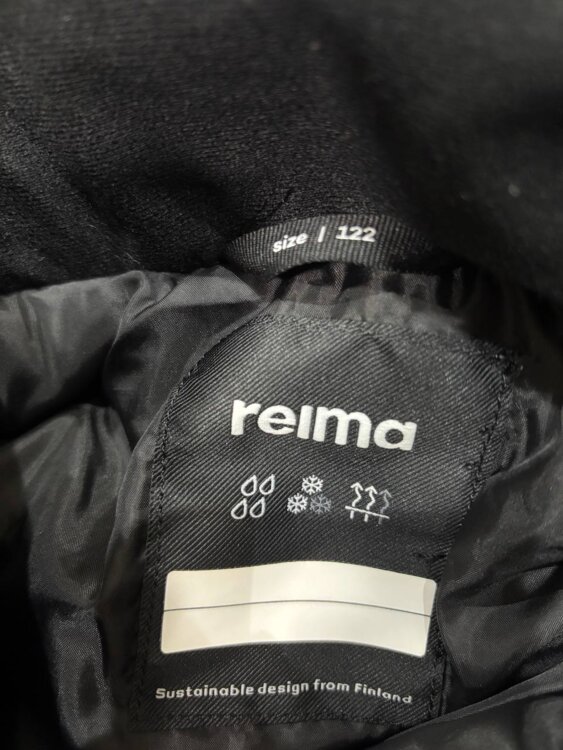 size | 122
reima
Sustainable design from Finland